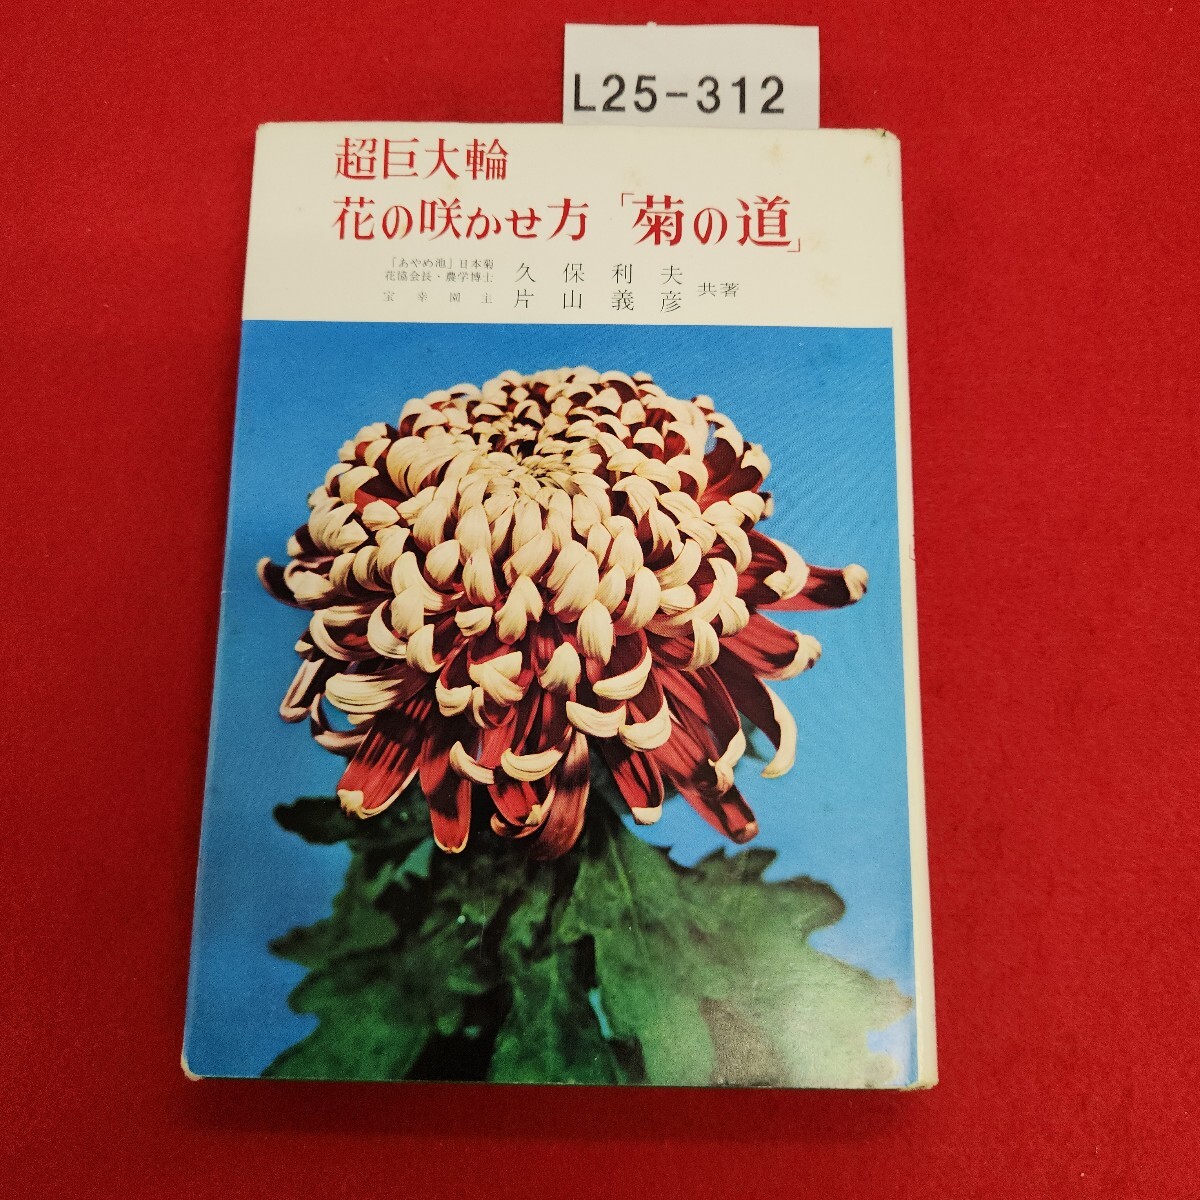 L25-312
超巨大輪
花の咲かせ方「菊の道」
「あやめ池」日本菊
花協会長・農学博士 久保利夫
宝幸園主 片山義彦 共著